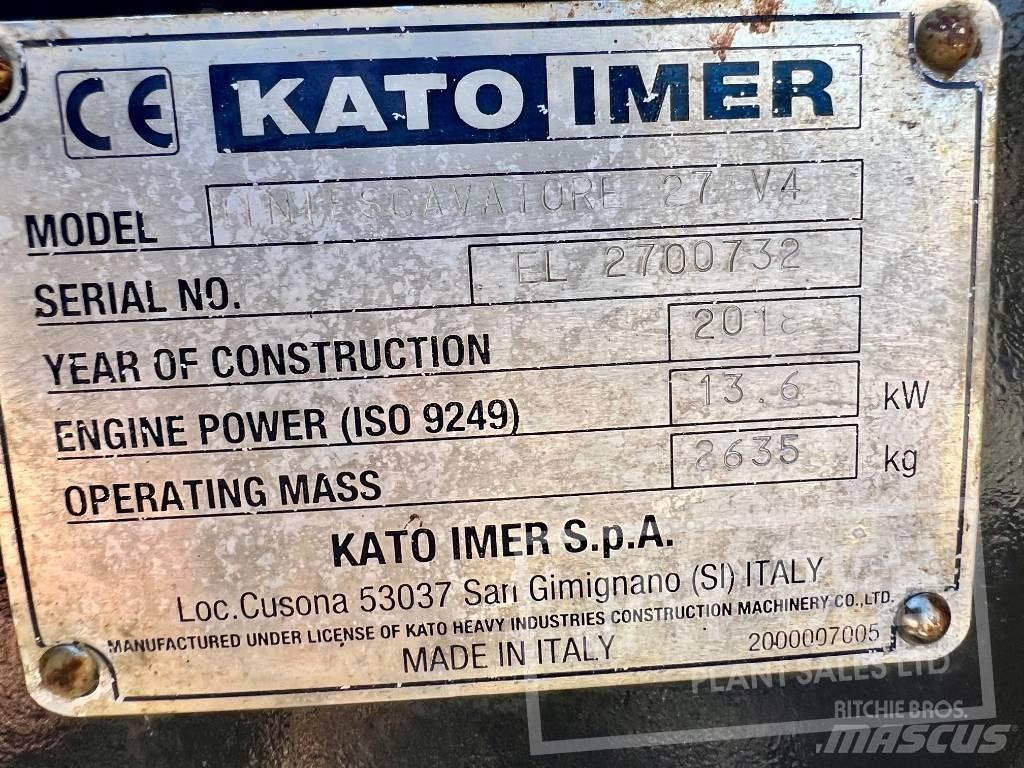 CE KATO IMER
MODEL MINIESCAVATORE 27 V4
SERIAL NO. EL 2700732
YEAR OF CONSTRUCTION 2018
ENGINE POWER (ISO 9249) 13.6 kW
OPERATING MASS 2635 kg
KATO IMER S.p.A.
Loc.Cusona 53037 San Gimignano (SI) ITALY
MANUFACTURED UNDER LICENSE OF KATO HEAVY INDUSTRIES CONSTRUCTION MACHINERY CO., LTD.
MADE IN ITALY 2000007005
PLANT SALES LTD
RITCHIE BROS.
MASCUS